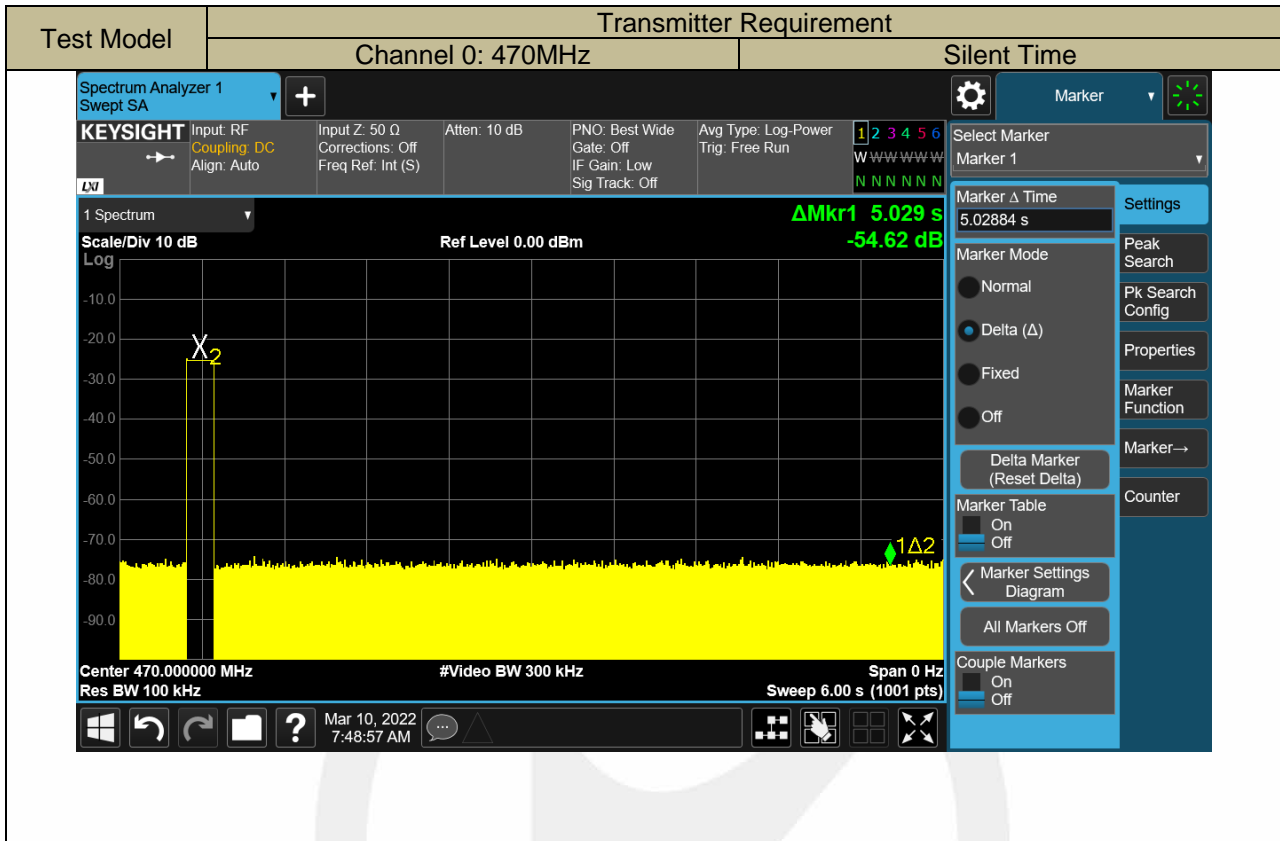 Test Model
Transmitter Requirement
Channel 0: 470MHz
Silent Time
Spectrum Analyzer 1
Swept SA
Marker
KEYSIGHT
Input: RF
Coupling: DC
Align: Auto
Input Z: 50 Ω
Corrections: Off
Freq Ref: Int (S)
Atten: 10 dB
PNO: Best Wide
Gate: Off
IF Gain: Low
Sig Track: Off
Avg Type: Log-Power
Trig: Free Run
1 2 3 4 5 6
W W W W W W
N N N N N N
LXI
Select Marker
Marker 1
1 Spectrum
ΔMkr1 5.029 s
-54.62 dB
Scale/Div 10 dB
Ref Level 0.00 dBm
Log
-10.0
-20.0
-30.0
-40.0
-50.0
-60.0
-70.0
-80.0
-90.0
X2
1Δ2
Center 470.000000 MHz
#Video BW 300 kHz
Span 0 Hz
Res BW 100 kHz
Sweep 6.00 s (1001 pts)
Marker Δ Time
5.02884 s
Marker Mode
Normal
Delta (Δ)
Fixed
Off
Delta Marker
(Reset Delta)
Marker Table
On
Off
Marker Settings
Diagram
All Markers Off
Couple Markers
On
Off
Settings
Peak
Search
Pk Search
Config
Properties
Marker
Function
Marker→
Counter
?
Mar 10, 2022
7:48:57 AM